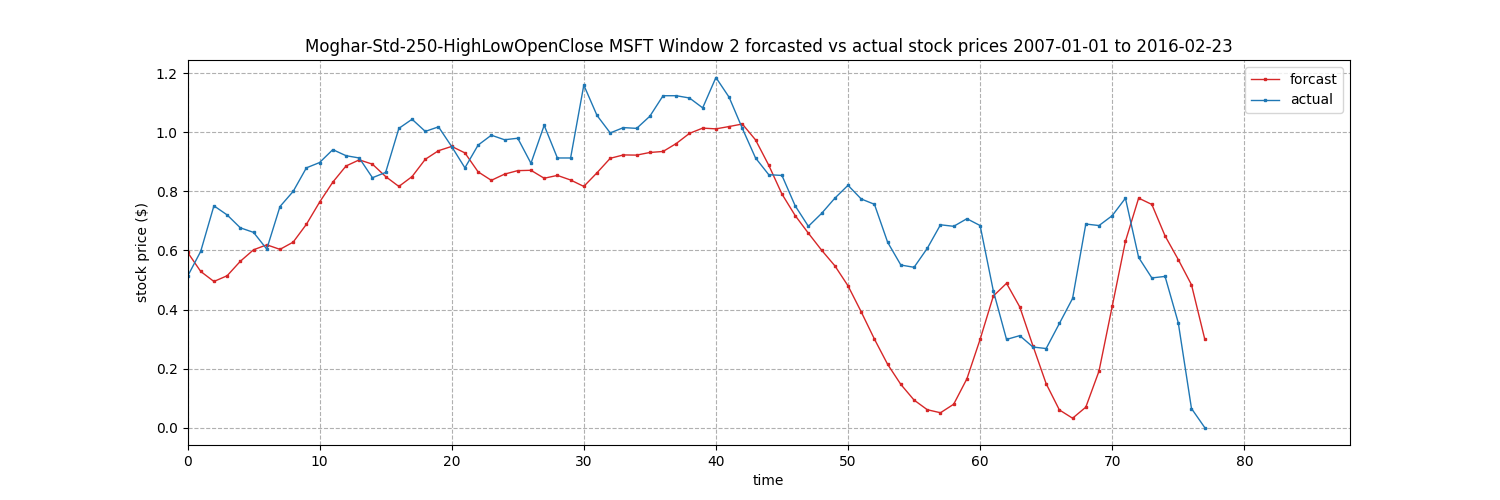 Moghar-Std-250-HighLowOpenClose MSFT Window 2 forcasted vs actual stock prices 2007-01-01 to 2016-02-23
forcast
actual
stock price ($)
1.2
1.0
0.8
0.6
0.4
0.2
0.0
0 10 20 30 40 50 60 70 80
time